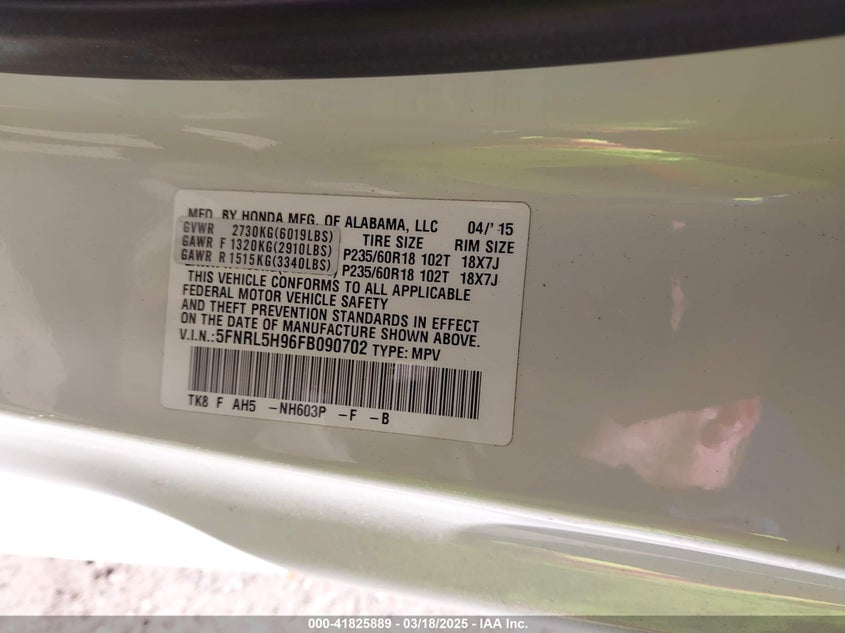 MFD. BY HONDA MFG. OF ALABAMA, LLC 04/'15
GVWR 2730KG(6019LBS) TIRE SIZE RIM SIZE
GAWR F 1320KG(2910LBS) P235/60R18 102T 18X7J
GAWR R 1515KG(3340LBS) P235/60R18 102T 18X7J
THIS VEHICLE CONFORMS TO ALL APPLICABLE
FEDERAL MOTOR VEHICLE SAFETY
AND THEFT PREVENTION STANDARDS IN EFFECT
ON THE DATE OF MANUFACTURE SHOWN ABOVE.
V.I.N.:5FNRL5H96FB090702 TYPE: MPV
TK8 F AH5 -NH603P -F -B
000-41825889 - 03/18/2025 - IAA Inc.